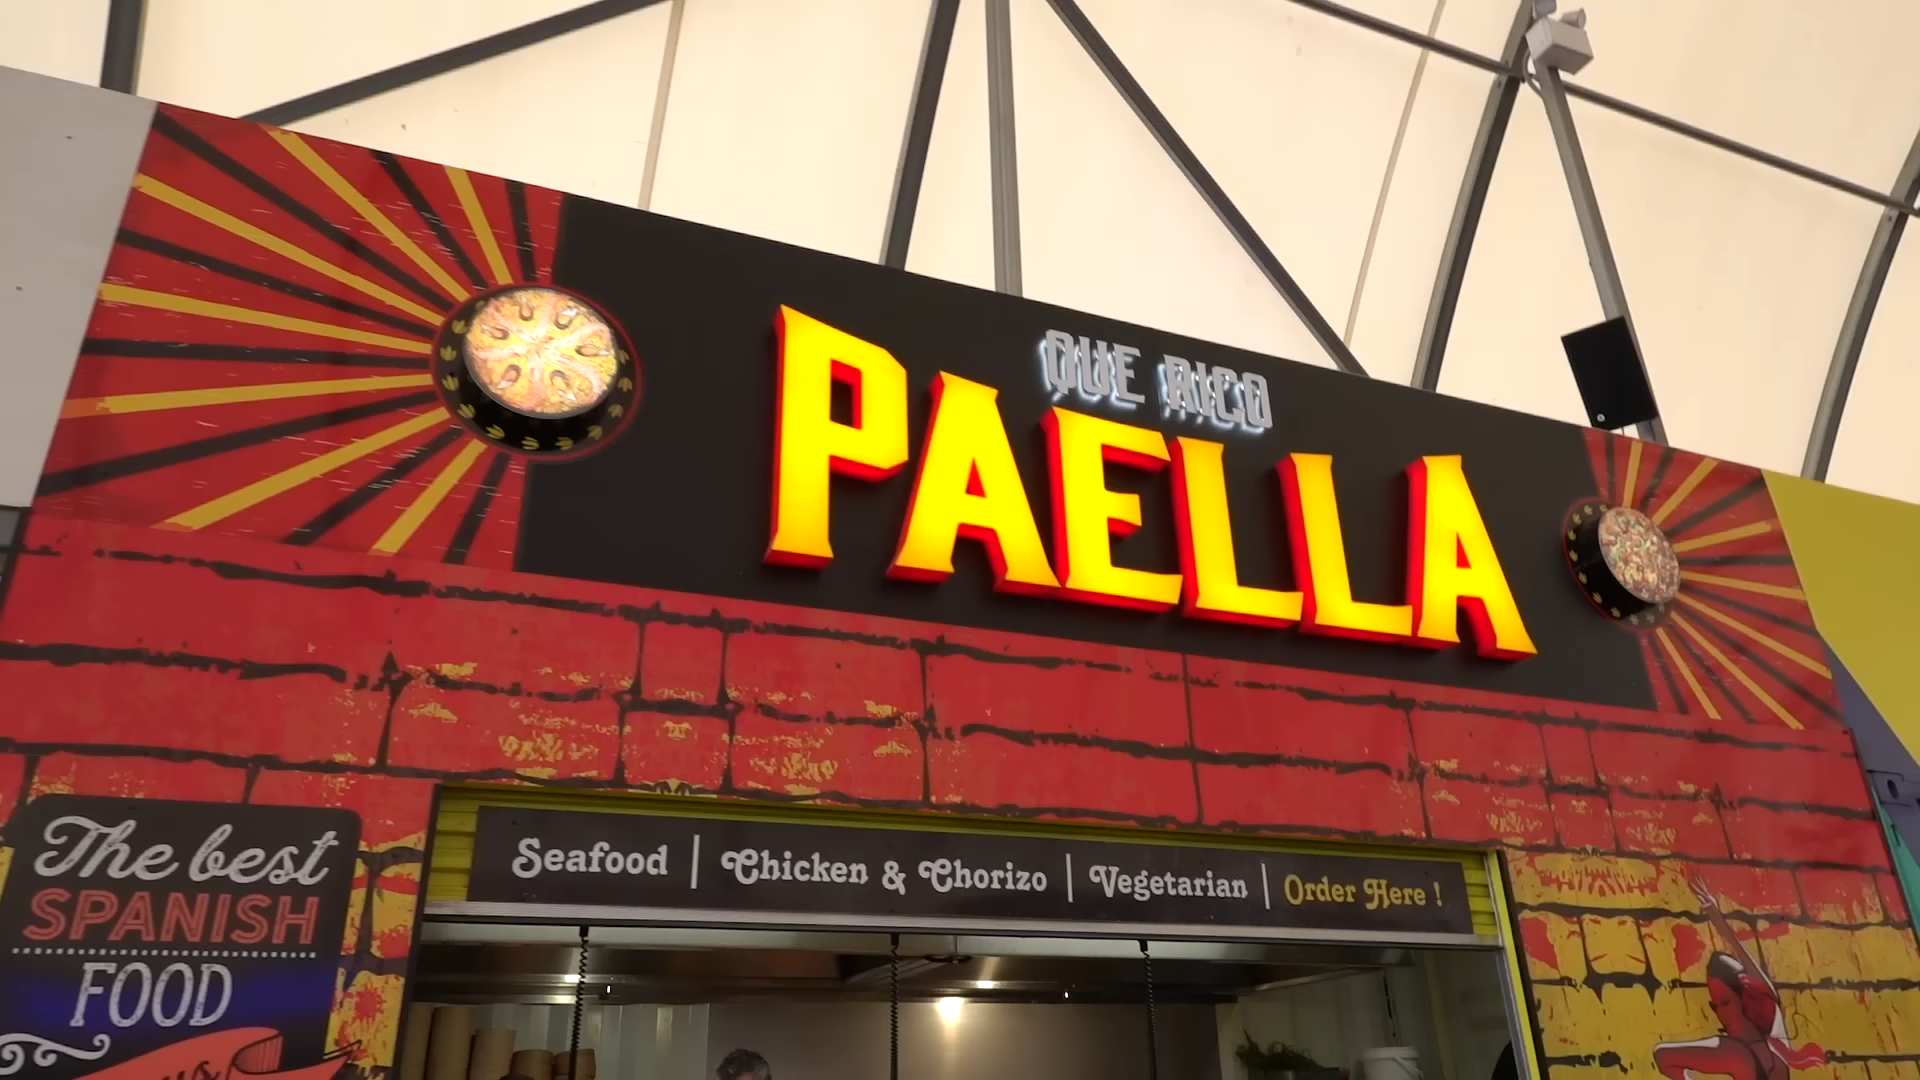 QUE RICO
PAELLA
Seafood | Chicken & Chorizo | Vegetarian | Order Here !
The best
SPANISH
FOOD